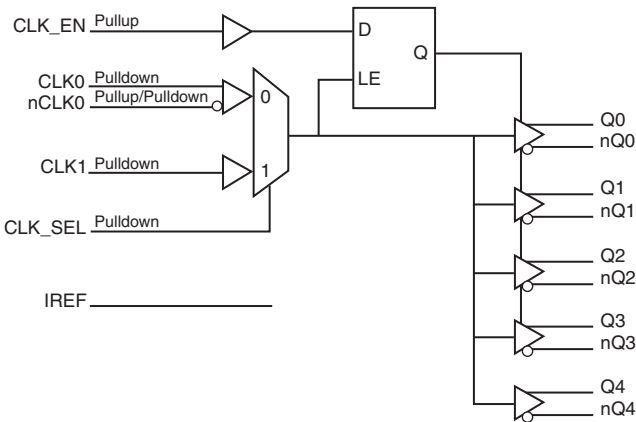 CLK_EN Pullup
D
Q
LE
CLK0 Pulldown
nCLK0 Pullup/Pulldown
0
CLK1 Pulldown
1
CLK_SEL Pulldown
IREF
Q0
nQ0
Q1
nQ1
Q2
nQ2
Q3
nQ3
Q4
nQ4